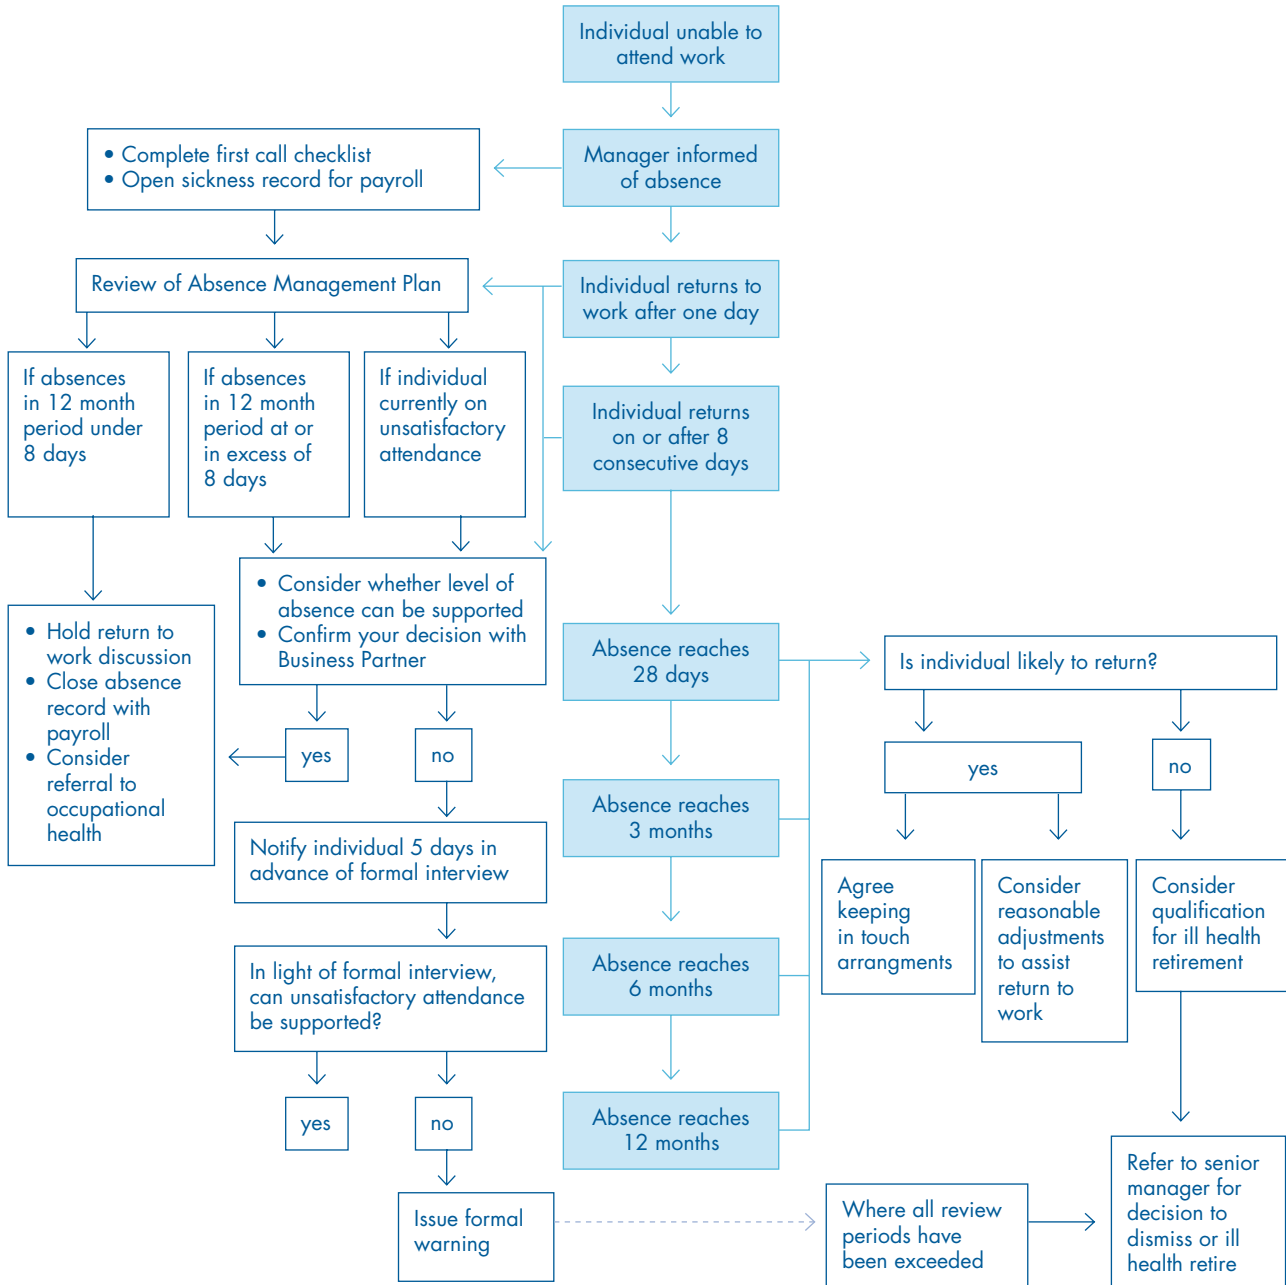 Individual unable to
attend work
• Complete first call checklist
• Open sickness record for payroll
Manager informed
of absence
Review of Absence Management Plan
Individual returns to
work after one day
If absences
in 12 month
period under
8 days
If absences
in 12 month
period at or
in excess of
8 days
If individual
currently on
unsatisfactory
attendance
Individual returns
on or after 8
consecutive days
• Consider whether level of
absence can be supported
• Confirm your decision with
Business Partner
• Hold return to
work discussion
• Close absence
record with
payroll
• Consider
referral to
occupational
health
Absence reaches
28 days
Is individual likely to return?
yes
no
yes
no
Absence reaches
3 months
Notify individual 5 days in
advance of formal interview
Agree
keeping
in touch
arrangments
Consider
reasonable
adjustments
to assist
return to
work
Consider
qualification
for ill health
retirement
Absence reaches
6 months
In light of formal interview,
can unsatisfactory attendance
be supported?
yes
no
Absence reaches
12 months
Issue formal
warning
Where all review
periods have
been exceeded
Refer to senior
manager for
decision to
dismiss or ill
health retire